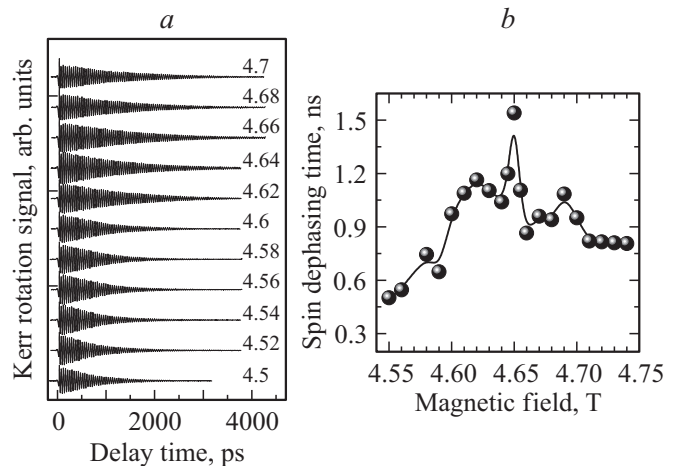 a
Kerr rotation signal, arb. units
4.7
4.68
4.66
4.64
4.62
4.6
4.58
4.56
4.54
4.52
4.5
0 2000 4000
Delay time, ps
b
Spin dephasing time, ns
1.5
1.2
0.9
0.6
0.3
4.55 4.60 4.65 4.70 4.75
Magnetic field, T